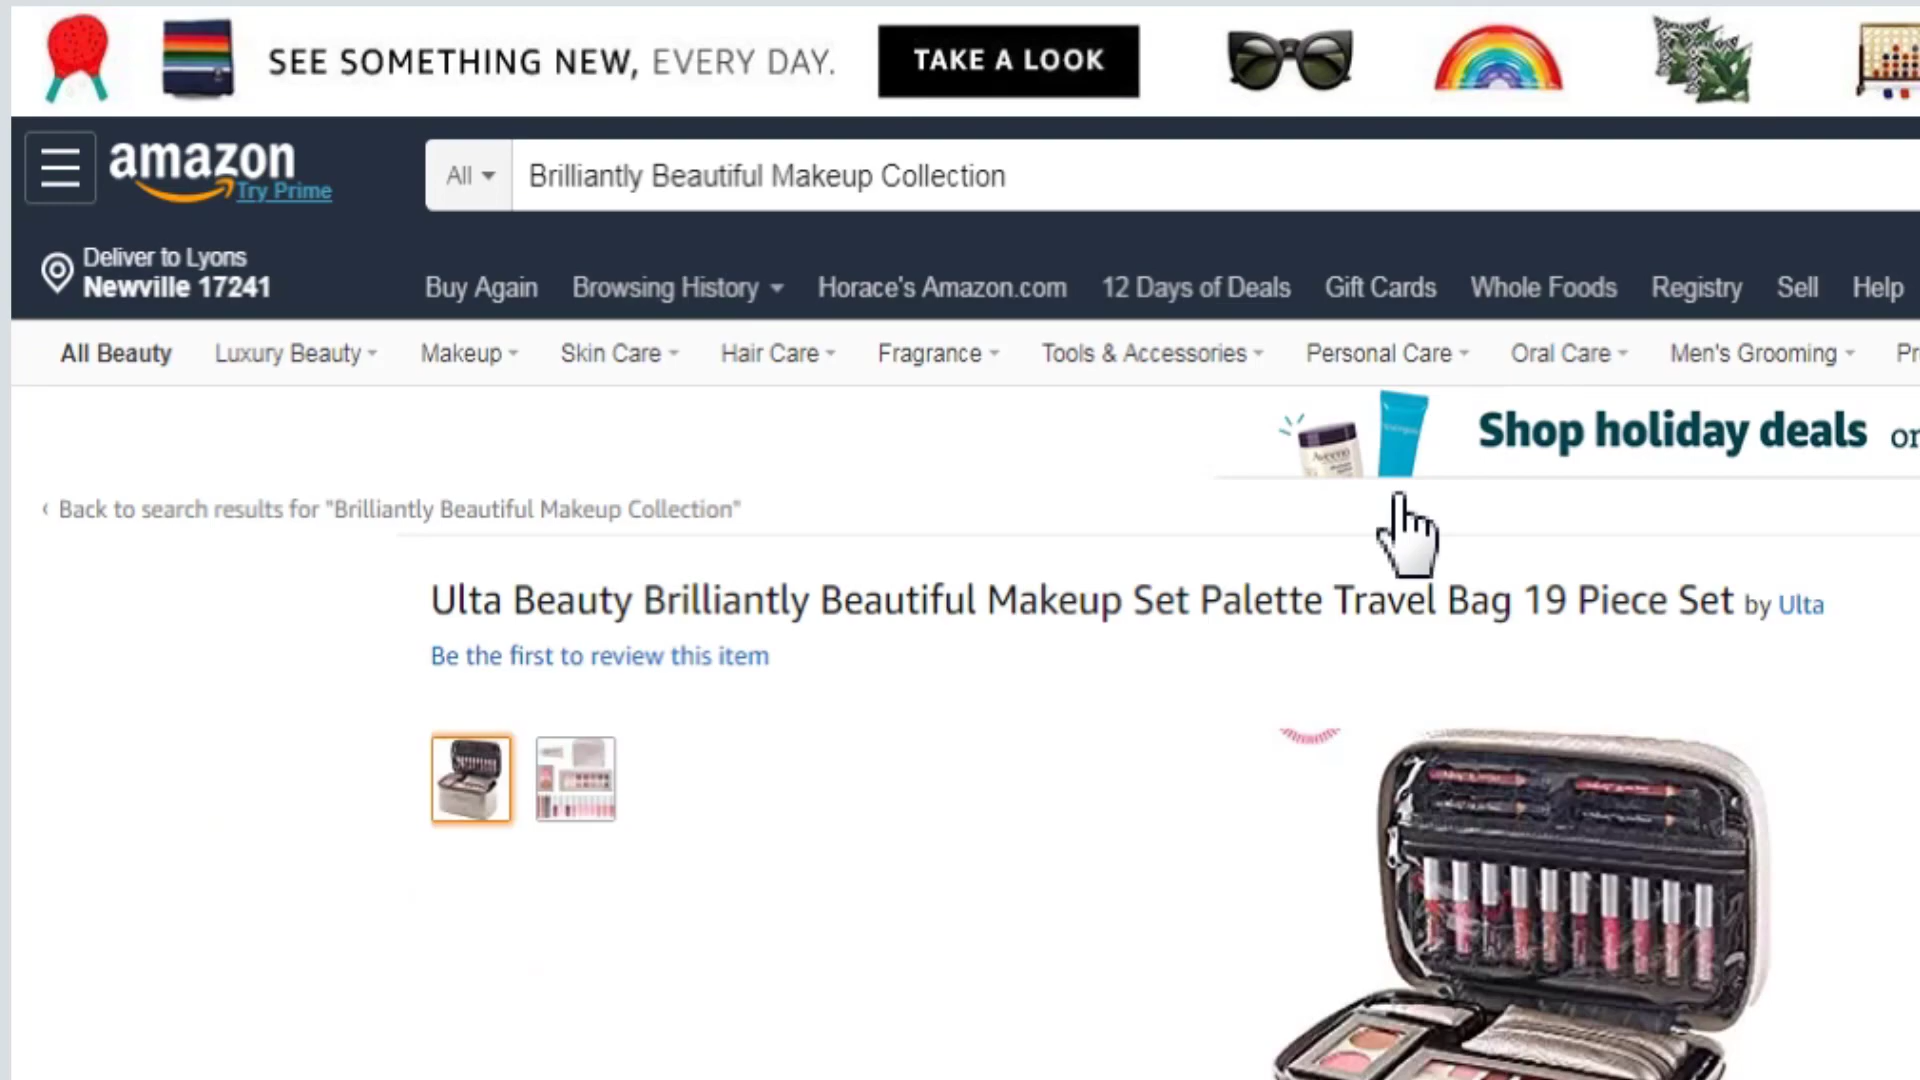 SEE SOMETHING NEW, EVERY DAY. TAKE A LOOK
amazon
Try Prime
All
Brilliantly Beautiful Makeup Collection
Deliver to Lyons
Newville 17241
Buy Again Browsing History Horace's Amazon.com 12 Days of Deals Gift Cards Whole Foods Registry Sell Help
All Beauty Luxury Beauty Makeup Skin Care Hair Care Fragrance Tools & Accessories Personal Care Oral Care Men's Grooming Pr
Aveeno
Shop holiday deals on
‹ Back to search results for "Brilliantly Beautiful Makeup Collection"
Ulta Beauty Brilliantly Beautiful Makeup Set Palette Travel Bag 19 Piece Set by Ulta
Be the first to review this item